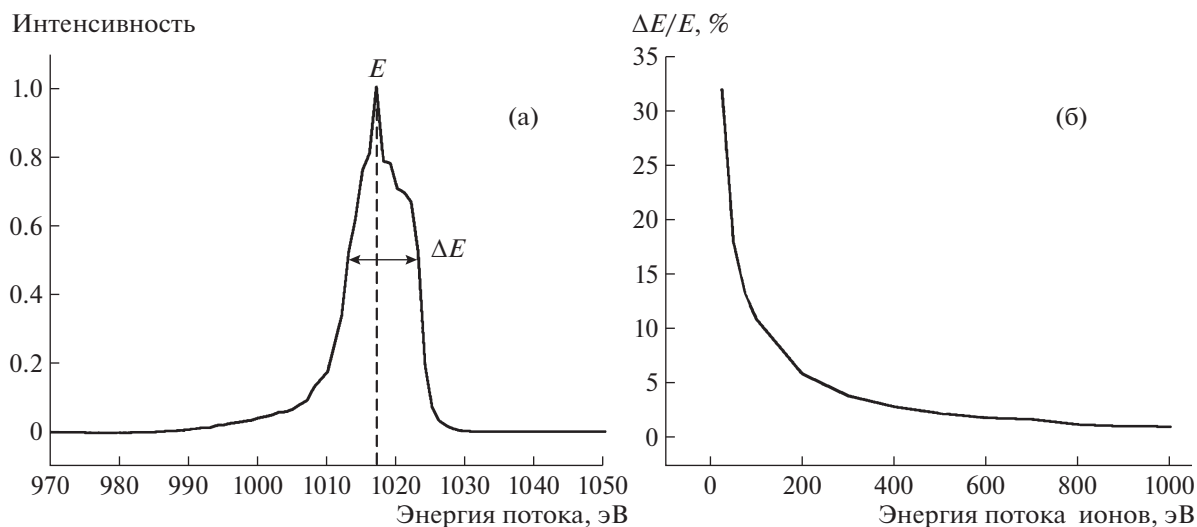 Интенсивность
1.0
0.8
0.6
0.4
0.2
0
E
(а)
ΔE
970 980 990 1000 1010 1020 1030 1040 1050
Энергия потока, эВ
ΔE/E, %
35
30
25
20
15
10
5
0
(б)
0 200 400 600 800 1000
Энергия потока ионов, эВ